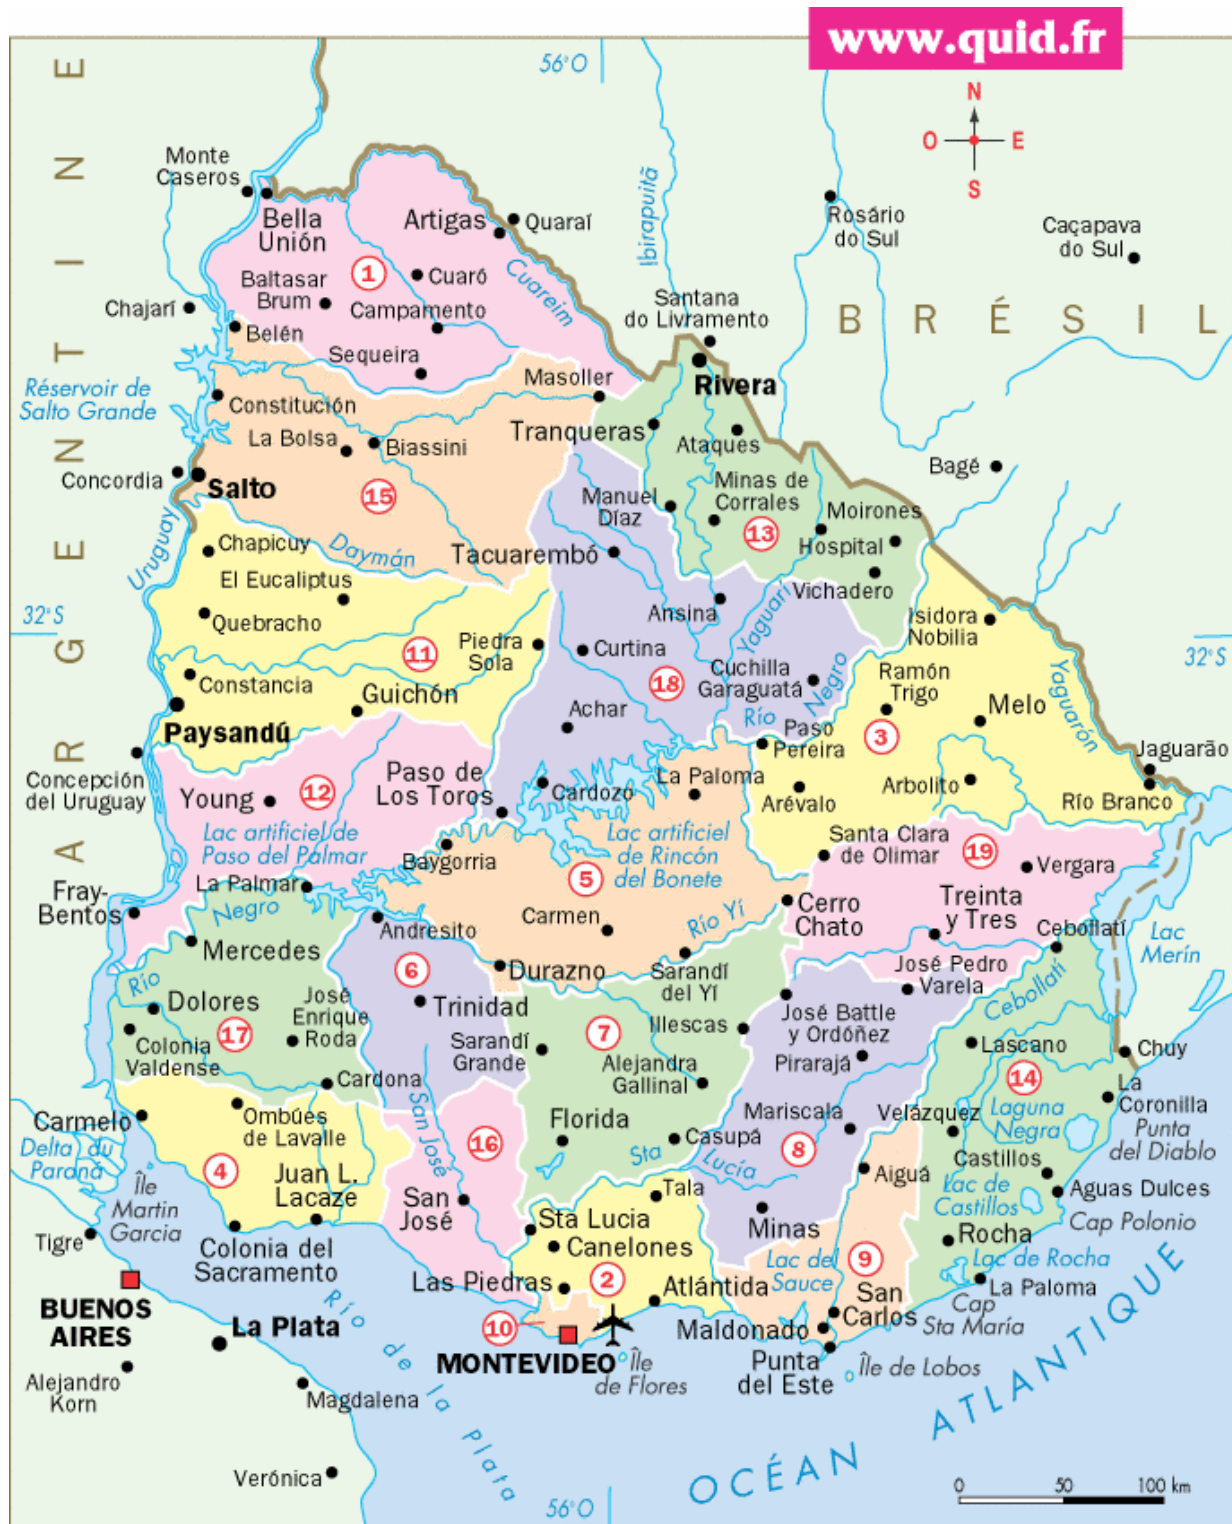 www.quid.fr
56°O
N
O
E
S
ARGENTINE
BRÉSIL
Monte
Caseros
Bella
Unión
Artigas
Quaraí
Ibirapuitã
Rosário
do Sul
Caçapava
do Sul
Baltasar
Brum
1
Cuaró
Cuareim
Chajarí
Campamento
Belén
Santana
do Livramento
Sequeira
Masoller
Rivera
Réservoir de
Salto Grande
Constitución
Tranqueras
La Bolsa
Biassini
Ataques
Bagé
Concordia
Salto
15
Manuel
Díaz
Minas de
Corrales
Moirones
13
Uruguay
Chapicuy
Daymán
Tacuarembó
Hospital
El Eucaliptus
Vichadero
32°S
Quebracho
Ansina
Yaguarí
Isidora
Nobilia
32°S
11
Piedra
Sola
Curtina
Constancia
Guichón
18
Cuchilla
Garaguatá
Río
Negro
Ramón
Trigo
Melo
Yaguarón
Paysandú
Achar
Paso
Pereira
3
Jaguarão
Concepción
del Uruguay
12
Paso de
Los Toros
La Paloma
Young
Cardozo
Arévalo
Arbolito
Río Branco
Lac artificiel de
Paso del Palmar
Baygorria
Lac artificiel
de Rincón
del Bonete
Santa Clara
de Olimar
19
Vergara
5
Fray-
Bentos
La Palmar
Negro
Andresito
Carmen
Río Yí
Cerro
Chato
Treinta
y Tres
Cebollatí
Lac
Merín
Mercedes
Río
6
Durazno
Sarandí
del Yí
José Pedro
Varela
Cebollatí
Dolores
José
Enrique
Roda
Trinidad
José Battle
y Ordóñez
17
Colonia
Valdense
Sarandí
Grande
7
Illescas
Pirarajá
Lascano
Chuy
Cardona
Alejandra
Gallinal
14
La
Coronilla
Carmelo
Ombúes
de Lavalle
San José
Florida
Mariscala
Velázquez
Laguna
Negra
Punta
del Diablo
Delta du
Paraná
4
16
Casupá
8
Sta
Lucía
Castillos
Île
Martin
Garcia
Juan L.
Lacaze
San
José
Tala
Aiguá
Lac de
Castillos
Aguas Dulces
Cap Polonio
Tigre
Colonia del
Sacramento
Sta Lucia
Canelones
Minas
Rocha
Las Piedras
2
Atlántida
Lac del
Sauce
9
Lac de Rocha
La Paloma
BUENOS
AIRES
La Plata
Río de la Plata
10
San
Carlos
Cap
Sta María
MONTEVIDEO
Île
de Flores
Maldonado
Punta
del Este
Île de Lobos
Alejandro
Korn
Magdalena
Verónica
OCÉAN ATLANTIQUE
56°O
0 50 100 km